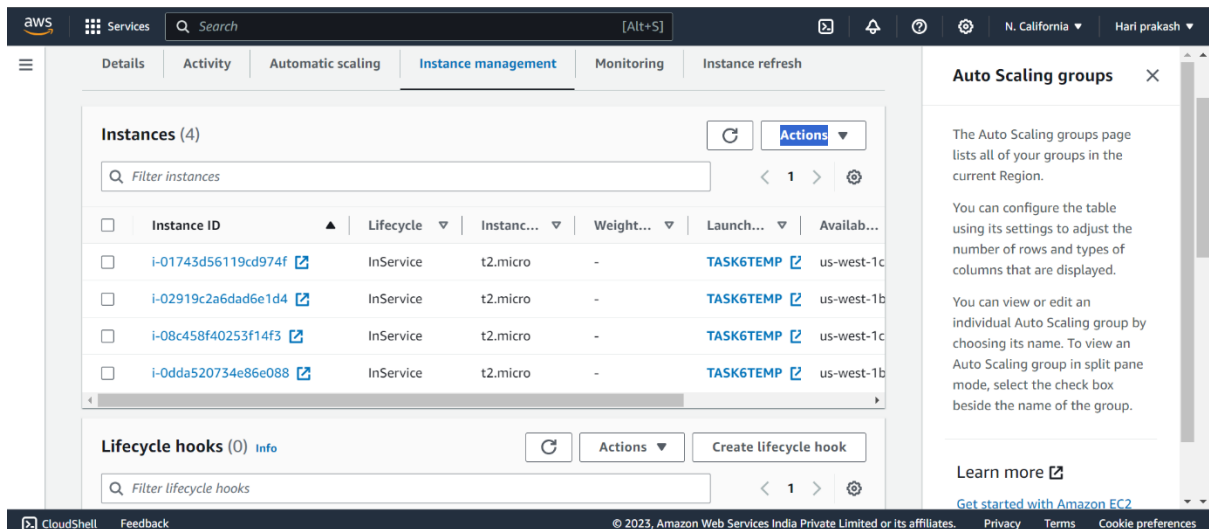 aws Services Search [Alt+S] N. California ▼ Hari prakash ▼
Details Activity Automatic scaling Instance management Monitoring Instance refresh
Instances (4) Actions ▼
Filter instances 1
Instance ID Lifecycle Instanc... Weight... Launch... Availab...
i-01743d56119cd974f InService t2.micro - TASK6TEMP us-west-1c
i-02919c2a6dad6e1d4 InService t2.micro - TASK6TEMP us-west-1b
i-08c458f40253f14f3 InService t2.micro - TASK6TEMP us-west-1c
i-0dda520734e86e088 InService t2.micro - TASK6TEMP us-west-1b
Lifecycle hooks (0) Info Actions ▼ Create lifecycle hook
Filter lifecycle hooks 1
Auto Scaling groups
The Auto Scaling groups page
lists all of your groups in the
current Region.
You can configure the table
using its settings to adjust the
number of rows and types of
columns that are displayed.
You can view or edit an
individual Auto Scaling group by
choosing its name. To view an
Auto Scaling group in split pane
mode, select the check box
beside the name of the group.
Learn more
Get started with Amazon EC2
CloudShell Feedback © 2023, Amazon Web Services India Private Limited or its affiliates. Privacy Terms Cookie preferences